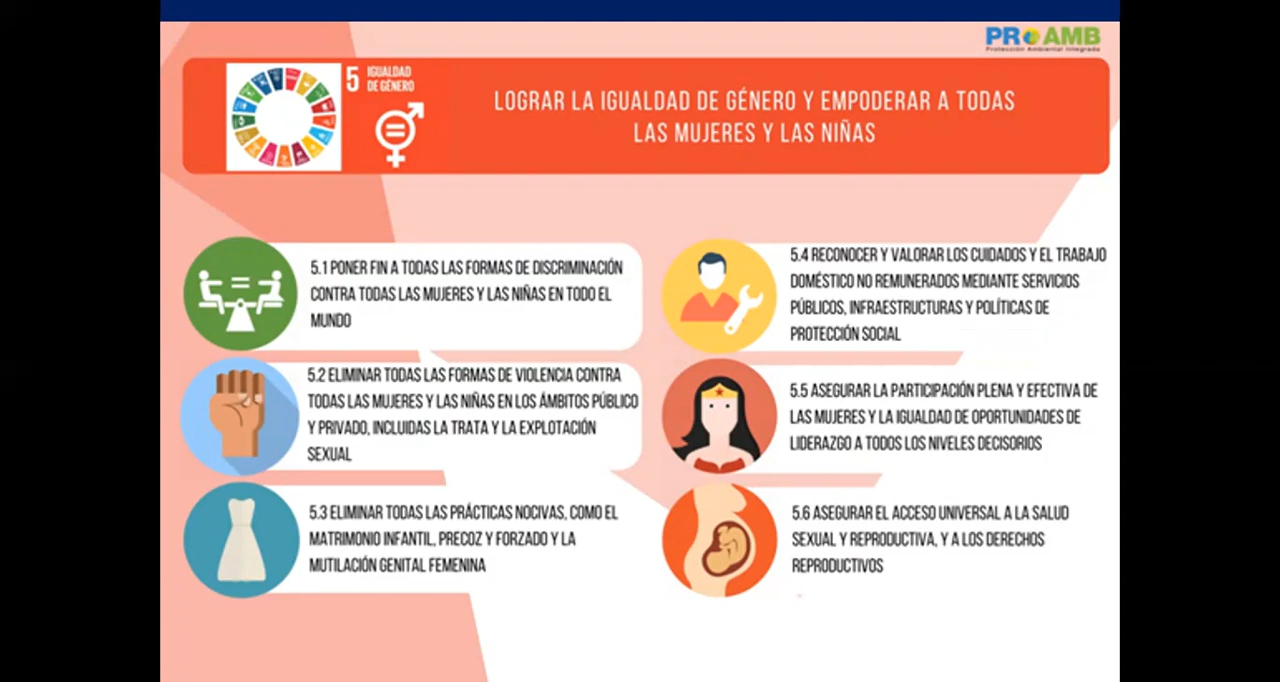 PROAMB
Protección Ambiental Integrada
5 IGUALDAD
DE GÉNERO
LOGRAR LA IGUALDAD DE GÉNERO Y EMPODERAR A TODAS
LAS MUJERES Y LAS NIÑAS
5.1 PONER FIN A TODAS LAS FORMAS DE DISCRIMINACIÓN
CONTRA TODAS LAS MUJERES Y LAS NIÑAS EN TODO EL
MUNDO
5.2 ELIMINAR TODAS LAS FORMAS DE VIOLENCIA CONTRA
TODAS LAS MUJERES Y LAS NIÑAS EN LOS ÁMBITOS PÚBLICO
Y PRIVADO, INCLUIDAS LA TRATA Y LA EXPLOTACIÓN
SEXUAL
5.3 ELIMINAR TODAS LAS PRÁCTICAS NOCIVAS, COMO EL
MATRIMONIO INFANTIL, PRECOZ Y FORZADO Y LA
MUTILACIÓN GENITAL FEMENINA
5.4 RECONOCER Y VALORAR LOS CUIDADOS Y EL TRABAJO
DOMÉSTICO NO REMUNERADOS MEDIANTE SERVICIOS
PÚBLICOS, INFRAESTRUCTURAS Y POLÍTICAS DE
PROTECCIÓN SOCIAL
5.5 ASEGURAR LA PARTICIPACIÓN PLENA Y EFECTIVA DE
LAS MUJERES Y LA IGUALDAD DE OPORTUNIDADES DE
LIDERAZGO A TODOS LOS NIVELES DECISORIOS
5.6 ASEGURAR EL ACCESO UNIVERSAL A LA SALUD
SEXUAL Y REPRODUCTIVA, Y A LOS DERECHOS
REPRODUCTIVOS